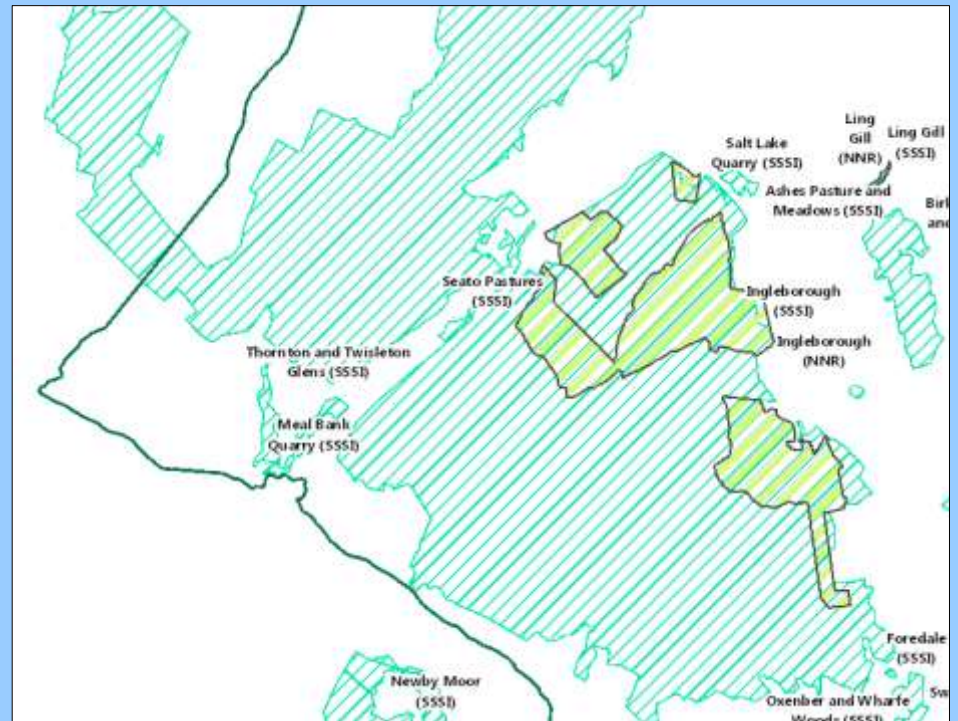 Ling
Gill
(NNR)
Ling Gill
(SSSI)
Salt Lake
Quarry (SSSI)
Ashes Pasture and
Meadows (SSSI)
Seato Pastures
(SSSI)
Ingleborough
(SSSI)
Ingleborough
(NNR)
Thornton and Twisleton
Glens (SSSI)
Meal Bank
Quarry (SSSI)
Foredale
(SSSI)
Newby Moor
(SSSI)
Oxenber and Wharfe
Woods (SSSI)